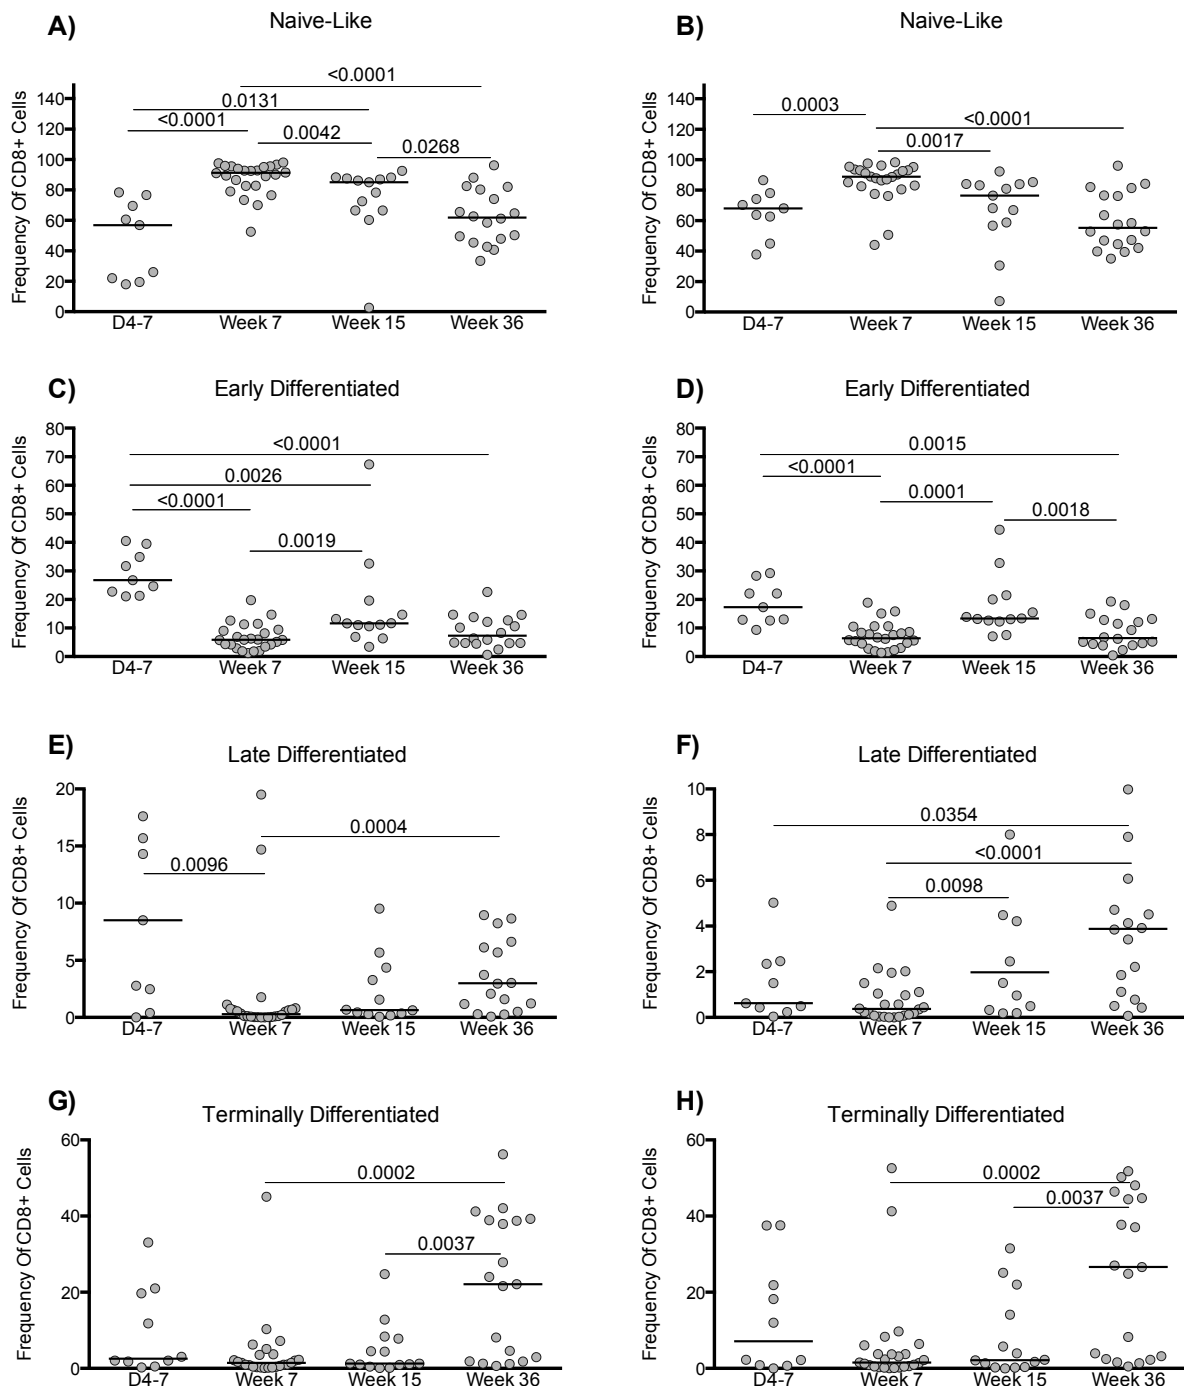 A)
Naive-Like
Frequency Of CD8+ Cells
140
120
100
80
60
40
20
0
<0.0001
0.0131
<0.0001
0.0042
0.0268
D4-7
Week 7
Week 15
Week 36
B)
Naive-Like
Frequency Of CD8+ Cells
140
120
100
80
60
40
20
0
0.0003
<0.0001
0.0017
D4-7
Week 7
Week 15
Week 36
C)
Early Differentiated
Frequency Of CD8+ Cells
80
70
60
50
40
30
20
10
0
<0.0001
0.0026
<0.0001
0.0019
D4-7
Week 7
Week 15
Week 36
D)
Early Differentiated
Frequency Of CD8+ Cells
80
70
60
50
40
30
20
10
0
0.0015
<0.0001
0.0001
0.0018
D4-7
Week 7
Week 15
Week 36
E)
Late Differentiated
Frequency Of CD8+ Cells
20
15
10
5
0
0.0004
0.0096
D4-7
Week 7
Week 15
Week 36
F)
Late Differentiated
Frequency Of CD8+ Cells
10
8
6
4
2
0
0.0354
<0.0001
0.0098
D4-7
Week 7
Week 15
Week 36
G)
Terminally Differentiated
Frequency Of CD8+ Cells
60
40
20
0
0.0002
0.0037
D4-7
Week 7
Week 15
Week 36
H)
Terminally Differentiated
Frequency Of CD8+ Cells
60
40
20
0
0.0002
0.0037
D4-7
Week 7
Week 15
Week 36